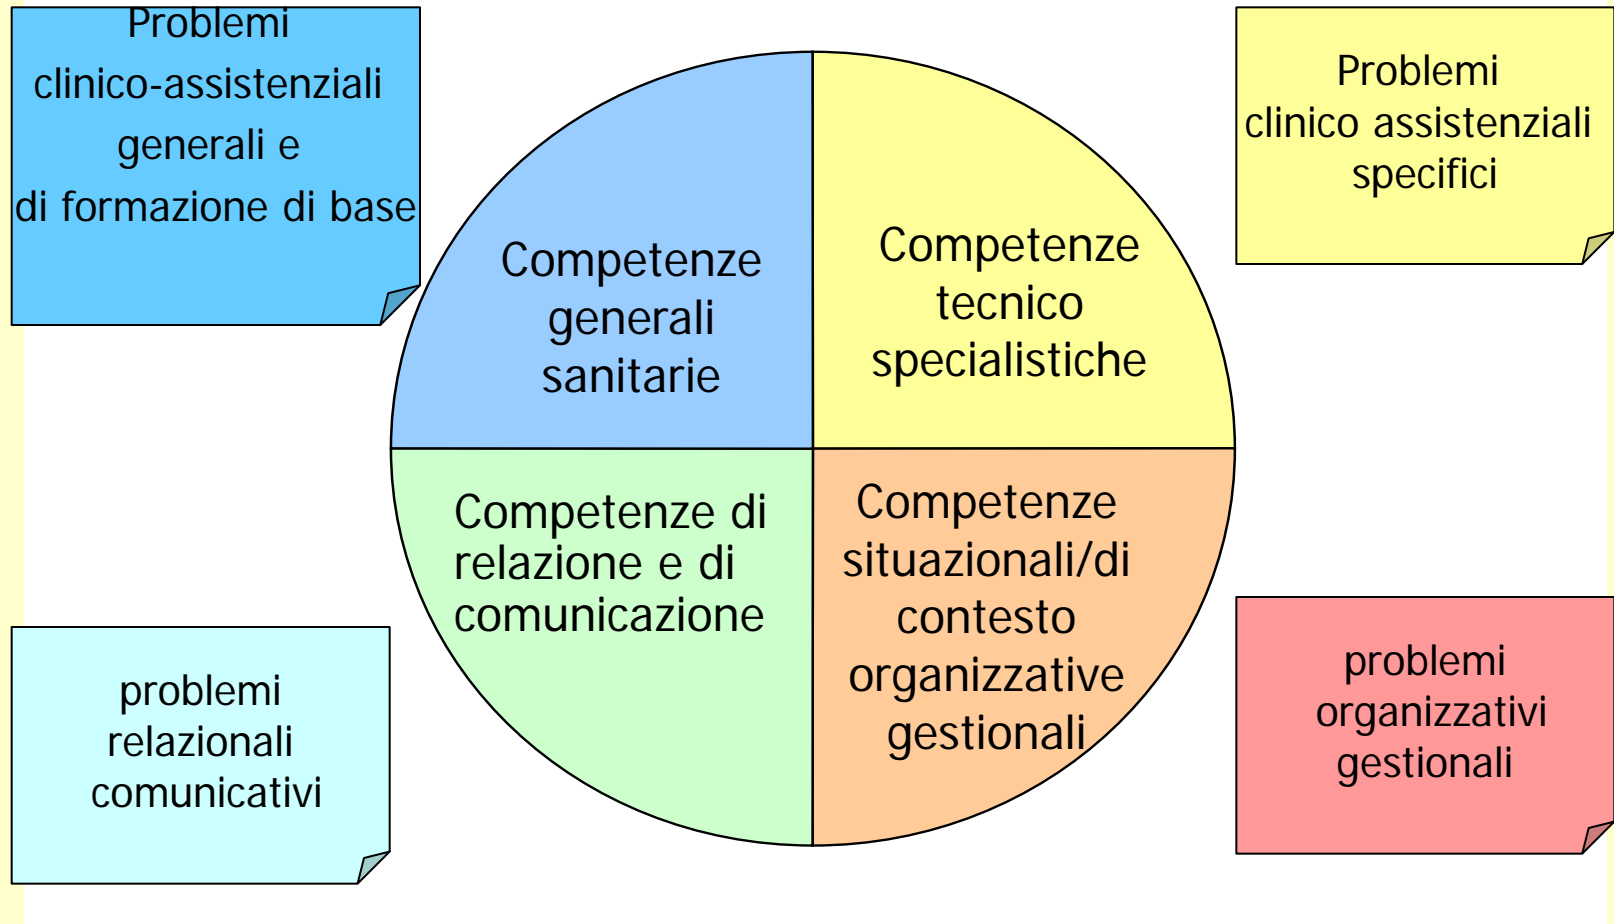 Problemi
clinico-assistenziali
generali e
di formazione di base
Problemi
clinico assistenziali
specifici
Competenze
generali
sanitarie
Competenze
tecnico
specialistiche
Competenze di
relazione e di
comunicazione
Competenze
situazionali/di
contesto
organizzative
gestionali
problemi
relazionali
comunicativi
problemi
organizzativi
gestionali